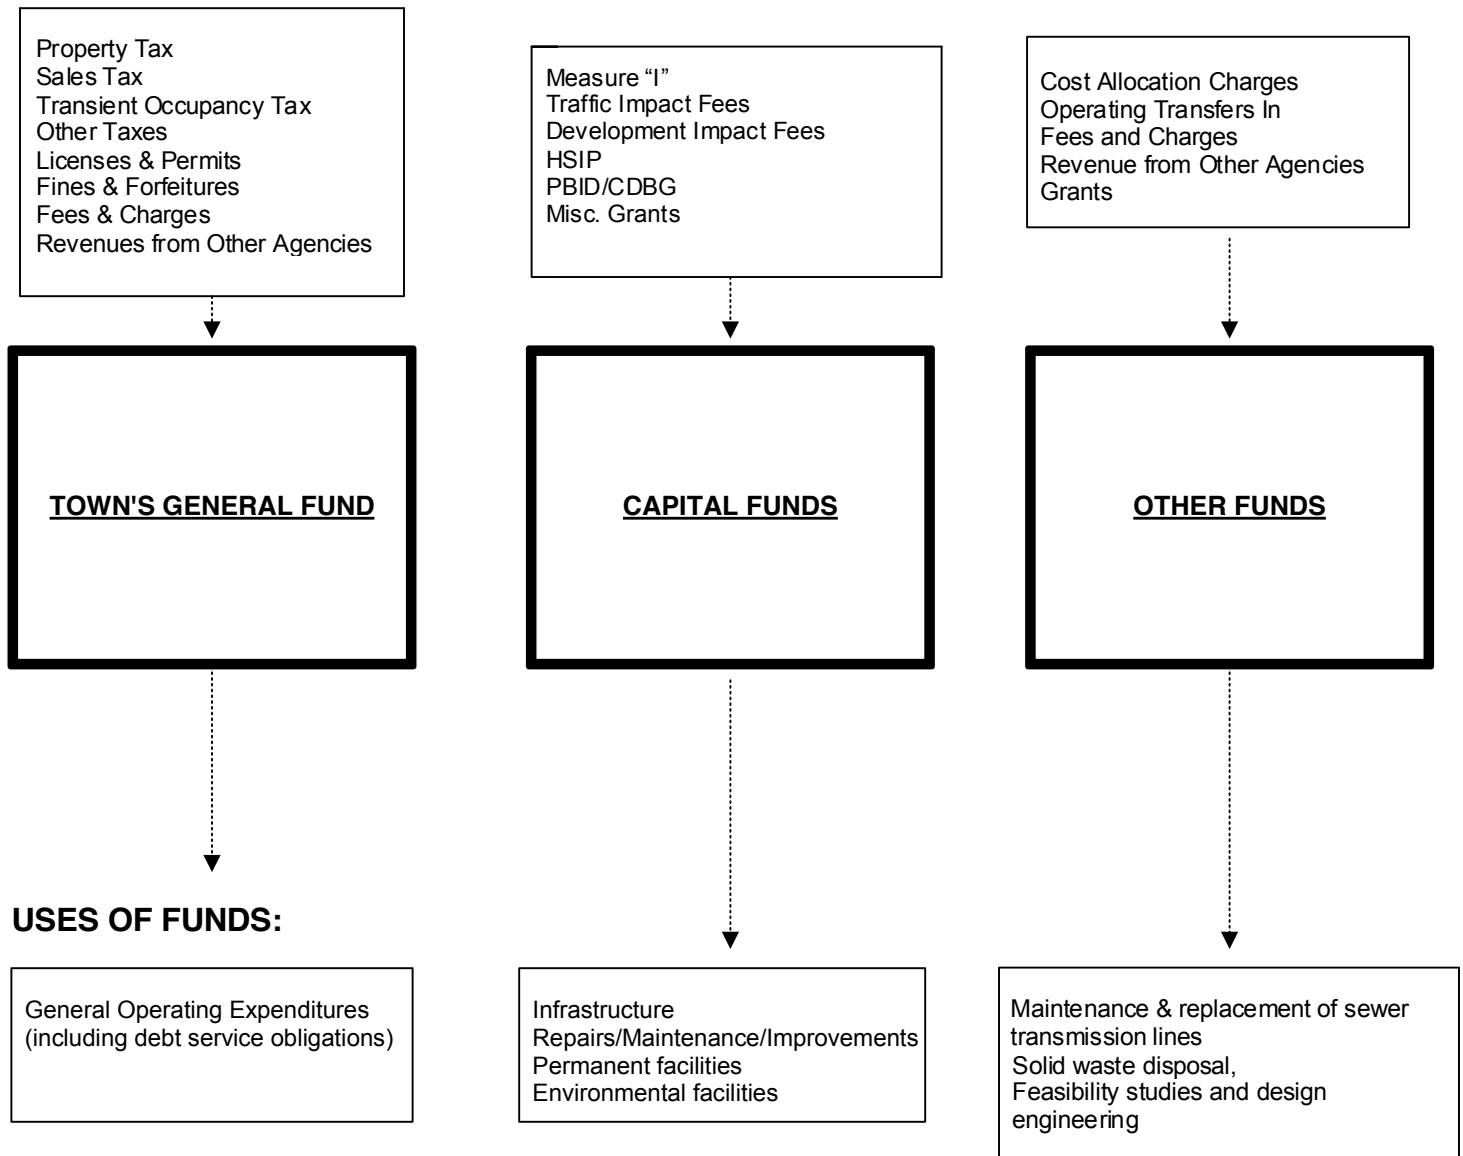 Property Tax
Sales Tax
Transient Occupancy Tax
Other Taxes
Licenses & Permits
Fines & Forfeitures
Fees & Charges
Revenues from Other Agencies
Measure “I”
Traffic Impact Fees
Development Impact Fees
HSIP
PBID/CDBG
Misc. Grants
Cost Allocation Charges
Operating Transfers In
Fees and Charges
Revenue from Other Agencies
Grants
TOWN'S GENERAL FUND
CAPITAL FUNDS
OTHER FUNDS
USES OF FUNDS:
General Operating Expenditures
(including debt service obligations)
Infrastructure
Repairs/Maintenance/Improvements
Permanent facilities
Environmental facilities
Maintenance & replacement of sewer
transmission lines
Solid waste disposal,
Feasibility studies and design
engineering